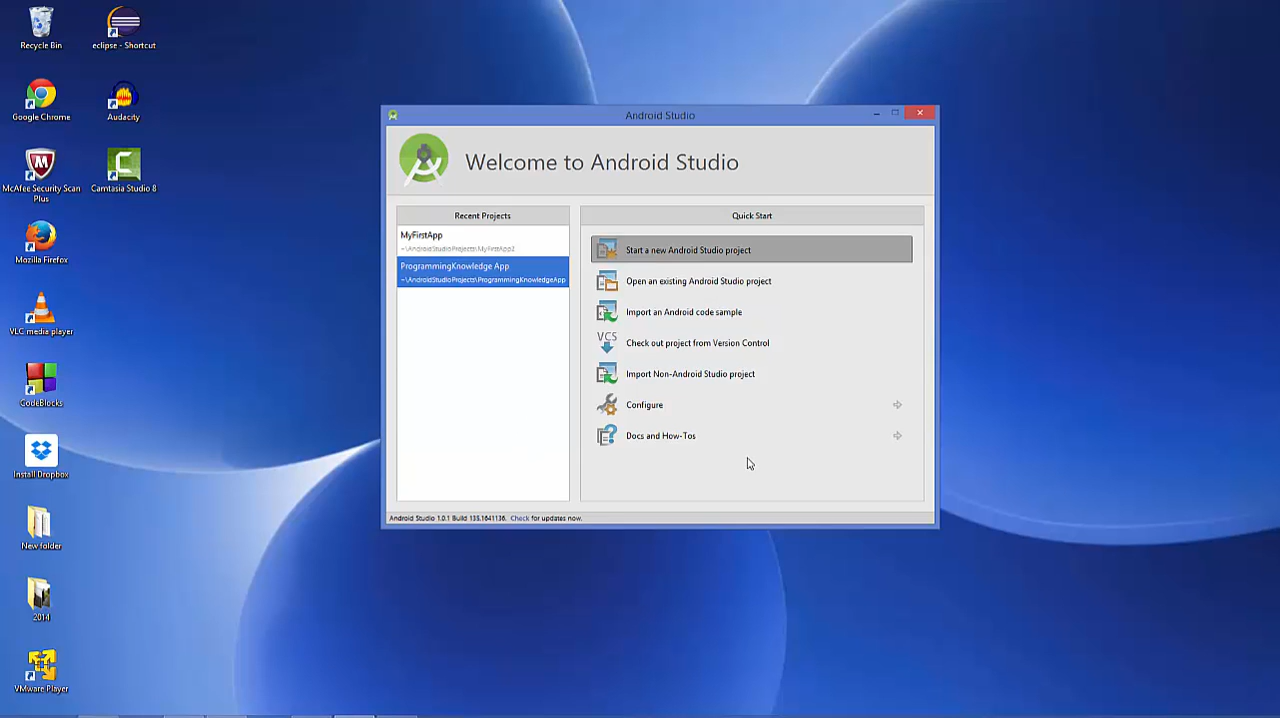 Recycle Bin
eclipse - Shortcut
Google Chrome
Audacity
McAfee Security Scan
Plus
Camtasia Studio 8
Mozilla Firefox
VLC media player
CodeBlocks
Install Dropbox
New folder
2014
VMware Player
Android Studio
Welcome to Android Studio
Recent Projects
MyFirstApp
~\AndroidStudioProjects\MyFirstApp2
ProgrammingKnowledge App
~\AndroidStudioProjects\ProgrammingKnowledgeApp
Quick Start
Start a new Android Studio project
Open an existing Android Studio project
Import an Android code sample
VCS
Check out project from Version Control
Import Non-Android Studio project
Configure
Docs and How-Tos
Android Studio 1.0.1 Build 135.1641136. Check for updates now.